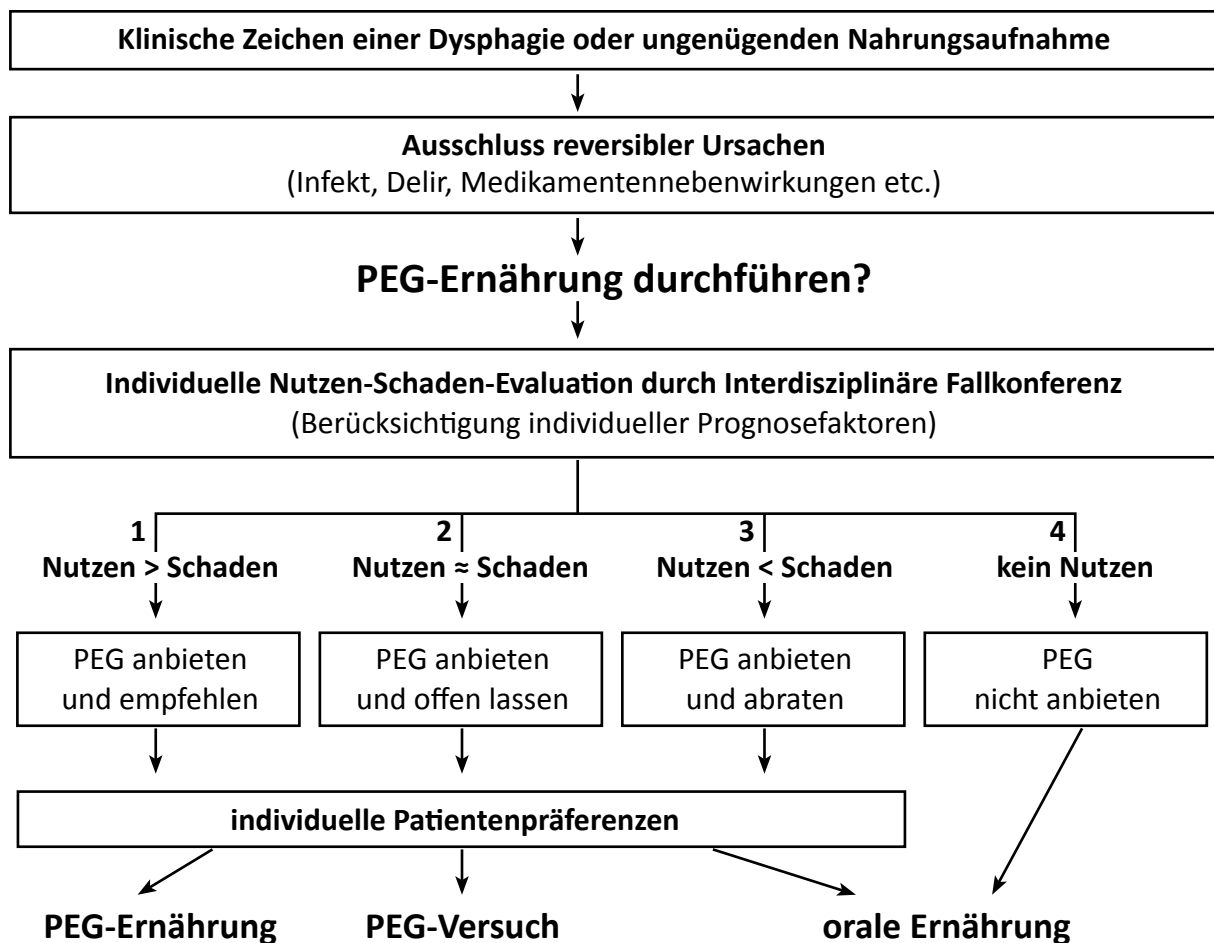 Klinische Zeichen einer Dysphagie oder ungenügenden Nahrungsaufnahme
Ausschluss reversibler Ursachen
(Infekt, Delir, Medikamentennebenwirkungen etc.)
PEG-Ernährung durchführen?
Individuelle Nutzen-Schaden-Evaluation durch Interdisziplinäre Fallkonferenz
(Berücksichtigung individueller Prognosefaktoren)
1
Nutzen > Schaden
2
Nutzen ≈ Schaden
3
Nutzen < Schaden
4
kein Nutzen
PEG anbieten
und empfehlen
PEG anbieten
und offen lassen
PEG anbieten
und abraten
PEG
nicht anbieten
individuelle Patientenpräferenzen
PEG-Ernährung
PEG-Versuch
orale Ernährung